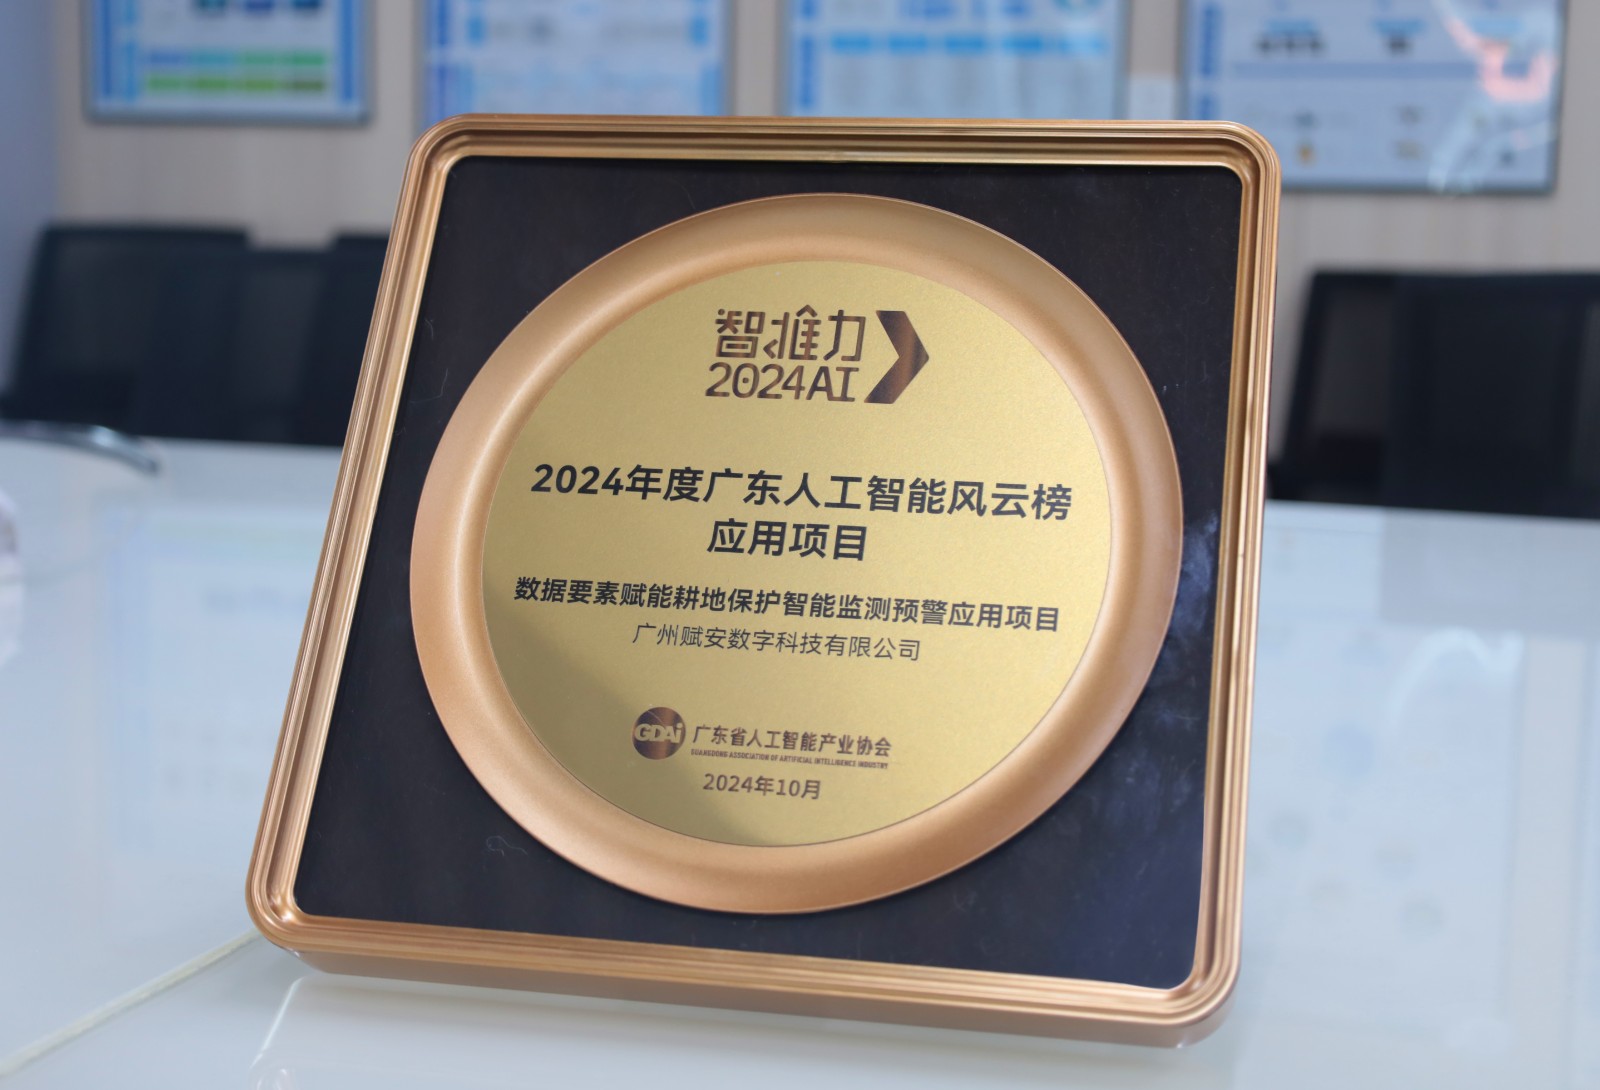 智推力
2024AI
2024年度广东人工智能风云榜
应用项目
数据要素赋能耕地保护智能监测预警应用项目
广州赋安数字科技有限公司
GDAi
广东省人工智能产业协会
GUANGDONG ASSOCIATION OF ARTIFICIAL INTELLIGENCE INDUSTRY
2024年10月